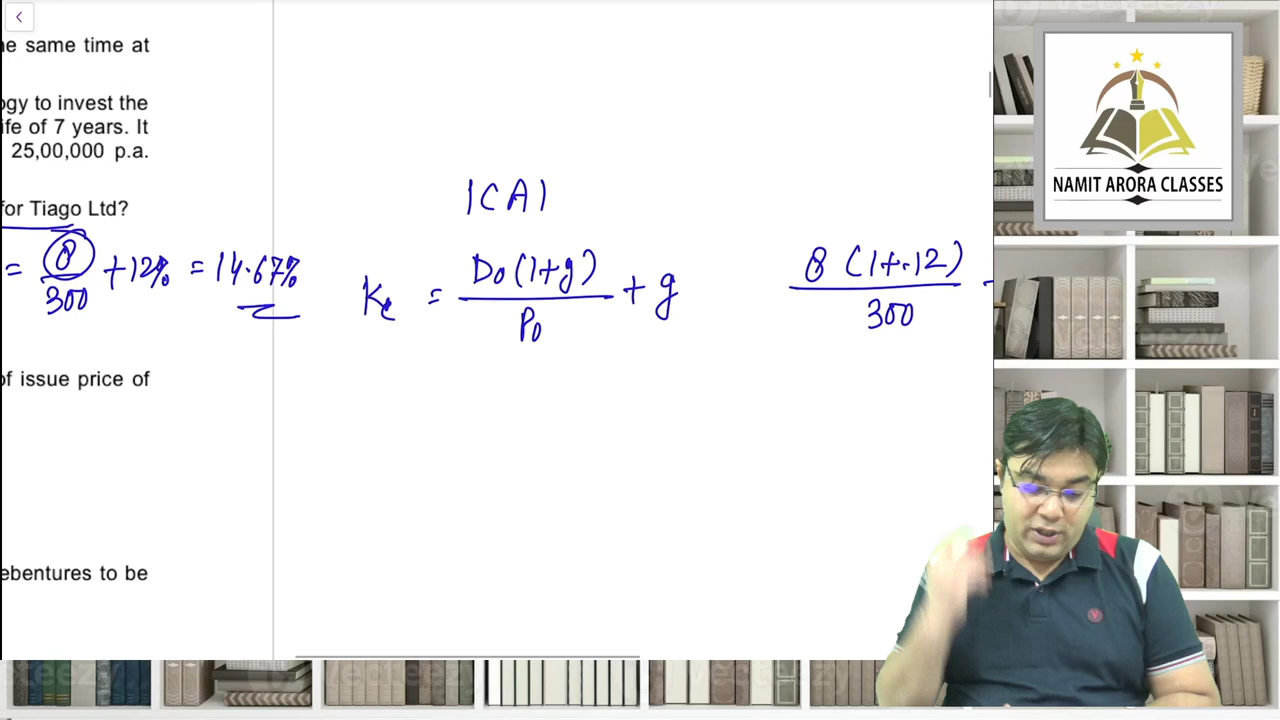 he same time at
ogy to invest the
ife of 7 years. It
25,00,000 p.a.
for Tiago Ltd?
= 8/300 + 12% = 14.67%
ICAI
Ke = D0(1+g)/P0 + g
8(1+.12)/300
of issue price of
ebentures to be
NAMIT ARORA CLASSES